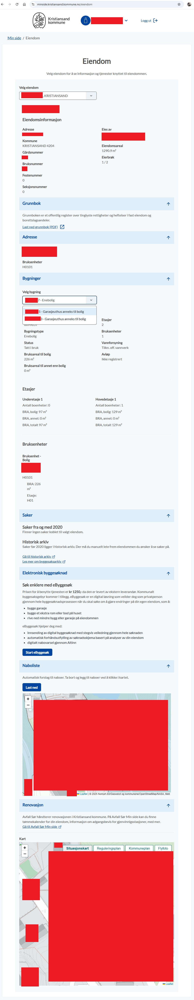 minside.kristiansand.kommune.no/eiendom
Kristiansand
kommune
Logg ut
Min side / Eiendom
Eiendom
Velg eiendom for å se informasjon og tjenester knyttet til eiendommen.
Velg eiendom
, KRISTIANSAND
Eiendomsinformasjon
Adresse
Kommune
KRISTIANSAND 4204
Gårdsnummer
Bruksnummer
Festenummer
0
Seksjonsnummer
0
Eies av
Eiendomsareal
1290.9 m²
Eierbrøk
1 / 2
Grunnbok
Grunnboken er et offentlig register over tinglyste rettigheter og heftelser i fast eiendom og
borettslagsandeler.
Last ned grunnbok (PDF)
Adresse
Bruksenheter
H0101
Bygninger
Velg bygning
7 - Enebolig
5 - Garasjeuthus anneks til bolig
3 - Garasjeuthus anneks til bolig
Bygningstype
Enebolig
Status
Tatt i bruk
Bruksareal til bolig
226 m²
Bruksareal til annet enn bolig
0 m²
Etasjer
2
Bruksenheter
1
Vannforsyning
Tilkn. off. vannverk
Avløp
Ikke registrert
Etasjer
Underetasje 1
Antall boenheter: 0
BRA, bolig: 97 m²
BRA, annet: 0 m²
BRA, totalt 97 m²
Hovedetasje 1
Antall boenheter: 1
BRA, bolig: 129 m²
BRA, annet: 0 m²
BRA, totalt 129 m²
Bruksenheter
Bruksenhet -
Bolig
H0101
BRA: 226
m²
Etasje:
H01
Saker
Saker fra og med 2020
Finner ingen saker koblet til valgt eiendom.
Historisk arkiv
Saker før 2020 ligger i historisk arkiv. Der må du manuelt lete frem eiendommen du ønsker å se saker på.
Gå til historisk arkiv
Les mer om byggesaksarkiv
Elektronisk byggesøknad
Søk enklere med eByggesøk
Prisen for å benytte tjenesten er kr 1250,- da den er levert av ekstern leverandør. Kommunalt
byggesaksgebyr kommer i tillegg. eByggesøk er en digital løsning som veilder deg som privatperson
gjennom hele byggesøknadsprosessen når du skal søke om å gjøre endringer på din egen eiendom, som å:
• bygge garasje
• bygge et ekstra rom eller bod på huset
• rive ned mindre bygg eller garasje på eiendommen
eByggesøk hjelper deg med:
• innsending av digital byggesøknad med stegvis veiledning gjennom hele søknaden
• automatisk forhåndsutfylling av søknadsskjema basert på analyser av din eiendom
• digitalt nabovarsel gjennom Altinn
Start eByggesøk
Naboliste
Automatisk forslag til naboer. Ta bort og legg til naboer ved å klikke i kartet.
Last ned
+
−
Leaflet | © 2025 Norkart AS/Geovekst og kommunene/OpenStreetMap/NASA, Meti
Renovasjon
Avfall Sør håndterer renovasjonen i Kristiansand kommune. På Avfall Sør Min side kan du finne
tømmekalender for din eiendom, informasjon om adgangsbevis for gjenvinningsstasjoner, med mer.
Gå til Avfall Sør Min side
Kart
+
−
Situasjonskart
Reguleringsplan
Kommuneplan
Flyfoto
Leaflet